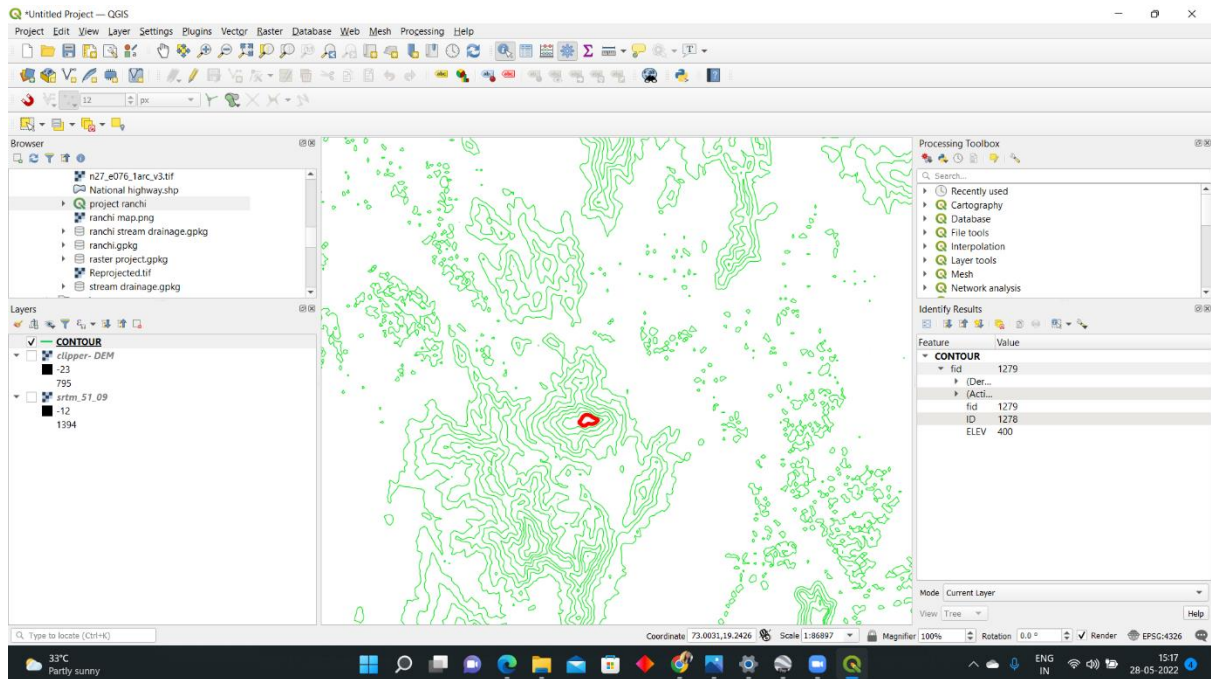 *Untitled Project — QGIS
Project Edit View Layer Settings Plugins Vector Raster Database Web Mesh Processing Help
12 px
Browser
n27_e076_1arc_v3.tif
National highway.shp
project ranchi
ranchi map.png
ranchi stream drainage.gpkg
ranchi.gpkg
raster project.gpkg
Reprojected.tif
stream drainage.gpkg
Layers
CONTOUR
clipper- DEM
-23
795
srtm_51_09
-12
1394
Processing Toolbox
Search...
Recently used
Cartography
Database
File tools
Interpolation
Layer tools
Mesh
Network analysis
Identify Results
Feature Value
CONTOUR
fid 1279
(Der...
(Acti...
fid 1279
ID 1278
ELEV 400
Mode Current Layer
View Tree Help
Type to locate (Ctrl+K) Coordinate 73.0031,19.2426 Scale 1:86897 Magnifier 100% Rotation 0.0 ° Render EPSG:4326
33°C
Partly sunny
ENG
IN
15:17
28-05-2022